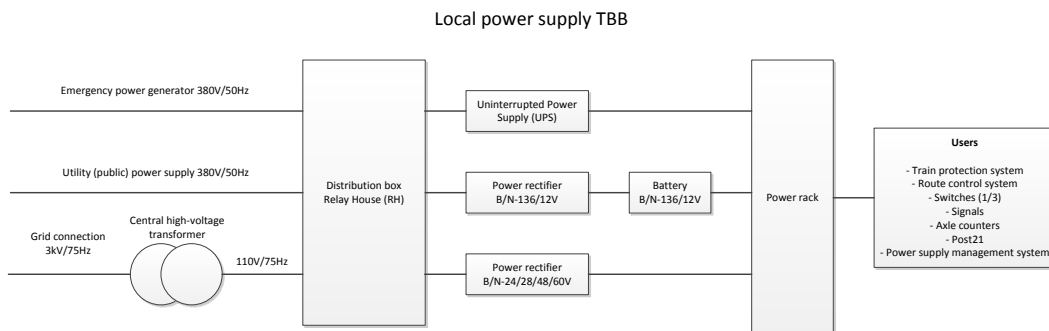 Local power supply TBB
Emergency power generator 380V/50Hz
Utility (public) power supply 380V/50Hz
Grid connection
3kV/75Hz
Central high-voltage
transformer
110V/75Hz
Distribution box
Relay House (RH)
Uninterrupted Power
Supply (UPS)
Power rectifier
B/N-136/12V
Battery
B/N-136/12V
Power rectifier
B/N-24/28/48/60V
Power rack
Users
- Train protection system
- Route control system
- Switches (1/3)
- Signals
- Axle counters
- Post21
- Power supply management system